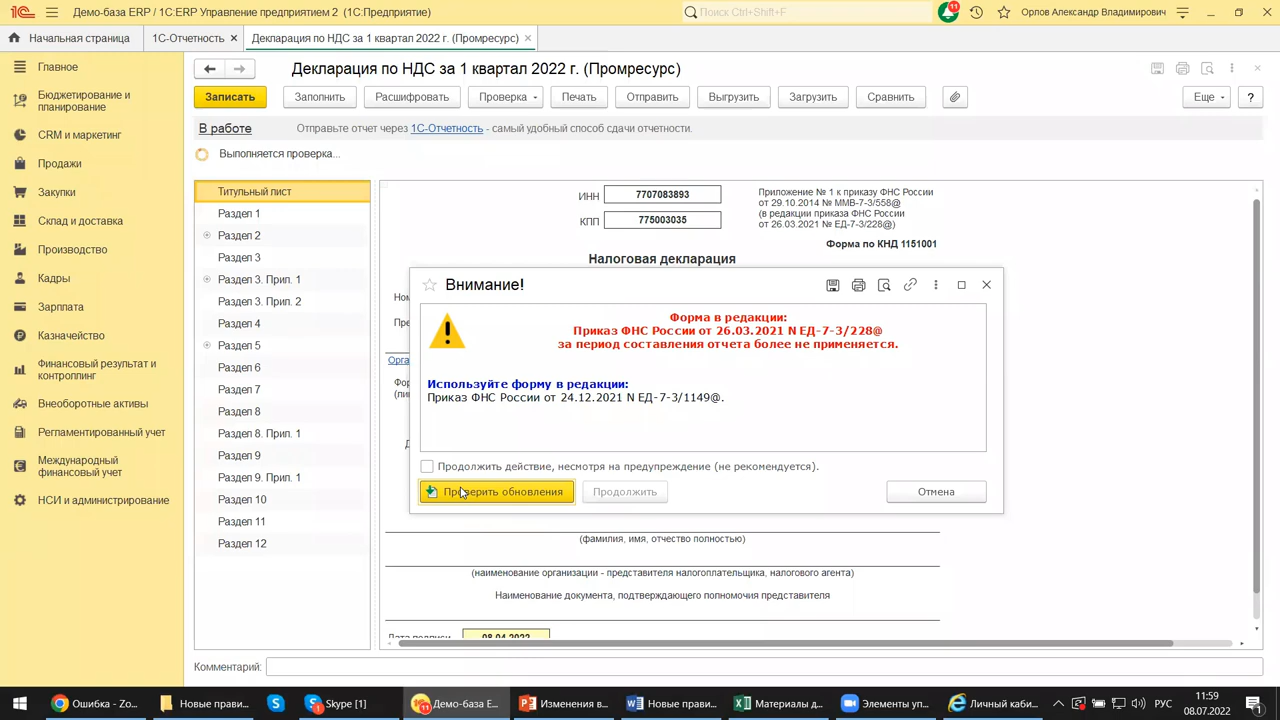 Демо-база ERP / 1С:ERP Управление предприятием 2 (1С:Предприятие)
Поиск Ctrl+Shift+F
11
Орлов Александр Владимирович
Начальная страница
1С-Отчетность
Декларация по НДС за 1 квартал 2022 г. (Промресурс)
Главное
Бюджетирование и
планирование
CRM и маркетинг
Продажи
Закупки
Склад и доставка
Производство
Кадры
Зарплата
Казначейство
Финансовый результат и
контроллинг
Внеоборотные активы
Регламентированный учет
Международный
финансовый учет
НСИ и администрирование
Декларация по НДС за 1 квартал 2022 г. (Промресурс)
Записать
Заполнить
Расшифровать
Проверка
Печать
Отправить
Выгрузить
Загрузить
Сравнить
Еще
?
В работе
Отправьте отчет через 1С-Отчетность - самый удобный способ сдачи отчетности.
Выполняется проверка...
Титульный лист
Раздел 1
Раздел 2
Раздел 3
Раздел 3. Прил. 1
Раздел 3. Прил. 2
Раздел 4
Раздел 5
Раздел 6
Раздел 7
Раздел 8
Раздел 8. Прил. 1
Раздел 9
Раздел 9. Прил. 1
Раздел 10
Раздел 11
Раздел 12
ИНН 7707083893
КПП 775003035
Приложение № 1 к приказу ФНС России
от 29.10.2014 № ММВ-7-3/558@
(в редакции приказа ФНС России
от 26.03.2021 № ЕД-7-3/228@)
Форма по КНД 1151001
Налоговая декларация
Внимание!
Форма в редакции:
Приказ ФНС России от 26.03.2021 N ЕД-7-3/228@
за период составления отчета более не применяется.
Используйте форму в редакции:
Приказ ФНС России от 24.12.2021 N ЕД-7-3/1149@.
Продолжить действие, несмотря на предупреждение (не рекомендуется).
Проверить обновления
Продолжить
Отмена
(фамилия, имя, отчество полностью)
(наименование организации - представителя налогоплательщика, налогового агента)
Наименование документа, подтверждающего полномочия представителя
Дата подписи 08.04.2022
Комментарий:
Ошибка - Zo...
Новые прави...
Skype [1]
11
Демо-база E...
Изменения в...
Новые прави...
Материалы д...
Элементы уп...
Личный каби...
РУС
11:59
08.07.2022